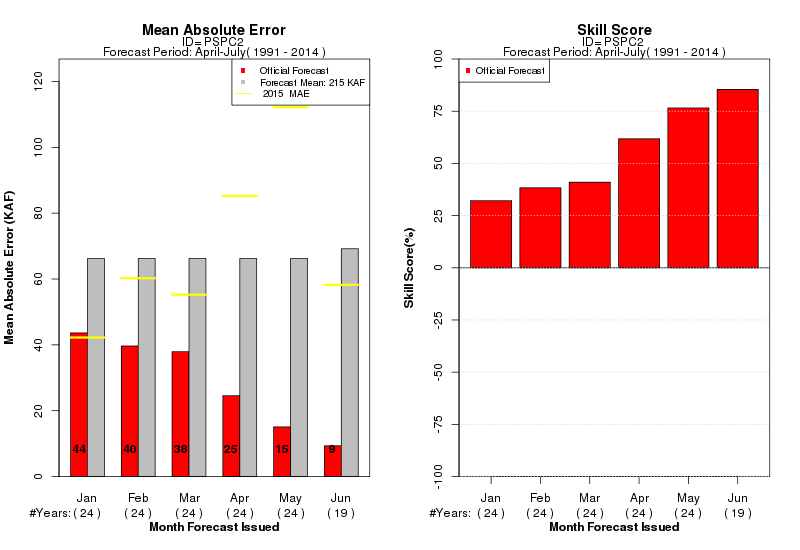 Mean Absolute Error
ID= PSPC2
Forecast Period: April-July( 1991 - 2014 )
Official Forecast
Forecast Mean: 215 KAF
2015 MAE
Mean Absolute Error (KAF)
120
100
80
60
40
20
0
44 40 38 25 15 9
Jan Feb Mar Apr May Jun
#Years: ( 24 ) ( 24 ) ( 24 ) ( 24 ) ( 24 ) ( 19 )
Month Forecast Issued
Skill Score
ID= PSPC2
Forecast Period: April-July( 1991 - 2014 )
Official Forecast
Skill Score(%)
100
75
50
25
0
-25
-50
-75
-100
Jan Feb Mar Apr May Jun
#Years: ( 24 ) ( 24 ) ( 24 ) ( 24 ) ( 24 ) ( 19 )
Month Forecast Issued